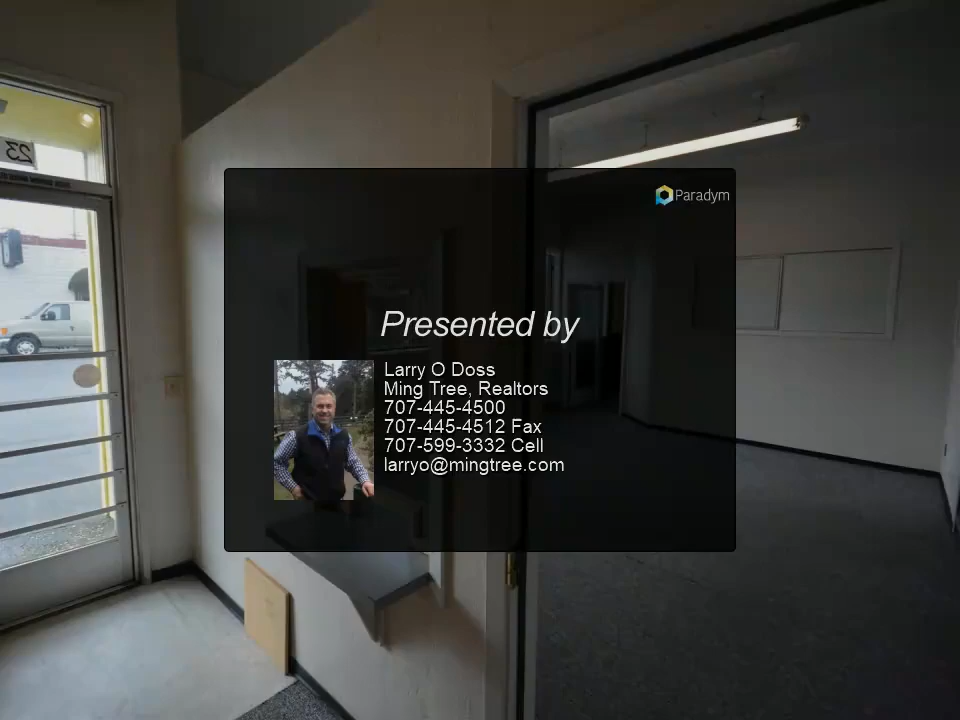 23
Paradym
Presented by
Larry O Doss
Ming Tree, Realtors
707-445-4500
707-445-4512 Fax
707-599-3332 Cell
larryo@mingtree.com